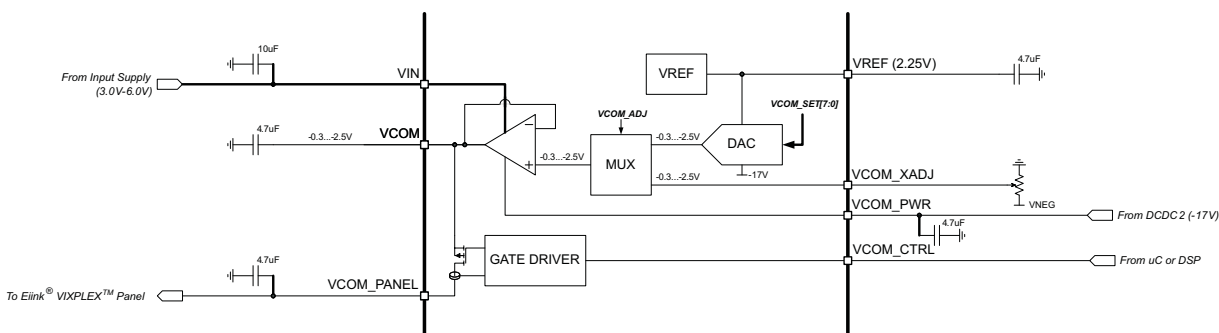 10uF
From Input Supply
(3.0V-6.0V)
VIN
4.7uF
-0.3...-2.5V
VCOM
4.7uF
VCOM_PANEL
To Eiink® VIXPLEX™ Panel
–
+
-0.3...-2.5V
VCOM_ADJ
MUX
-0.3...-2.5V
-0.3...-2.5V
VREF
DAC
-17V
VCOM_SET[7:0]
GATE DRIVER
VREF (2.25V)
4.7uF
VCOM_XADJ
VNEG
VCOM_PWR
4.7uF
From DCDC2 (-17V)
VCOM_CTRL
From uC or DSP